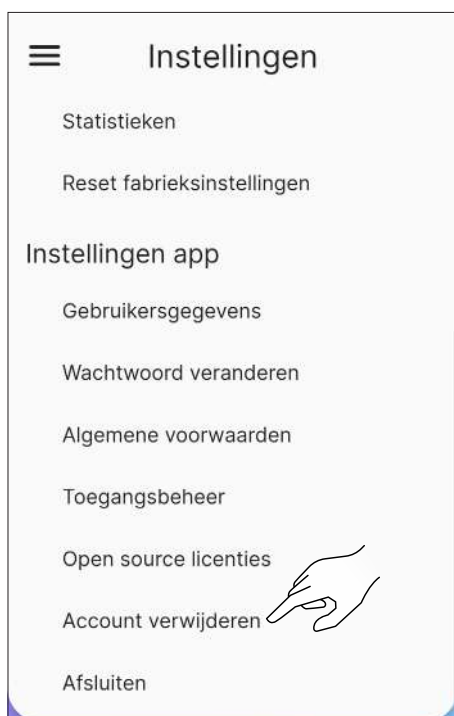 Instellingen
Statistieken
Reset fabrieksinstellingen
Instellingen app
Gebruikersgegevens
Wachtwoord veranderen
Algemene voorwaarden
Toegangsbeheer
Open source licenties
Account verwijderen
Afsluiten